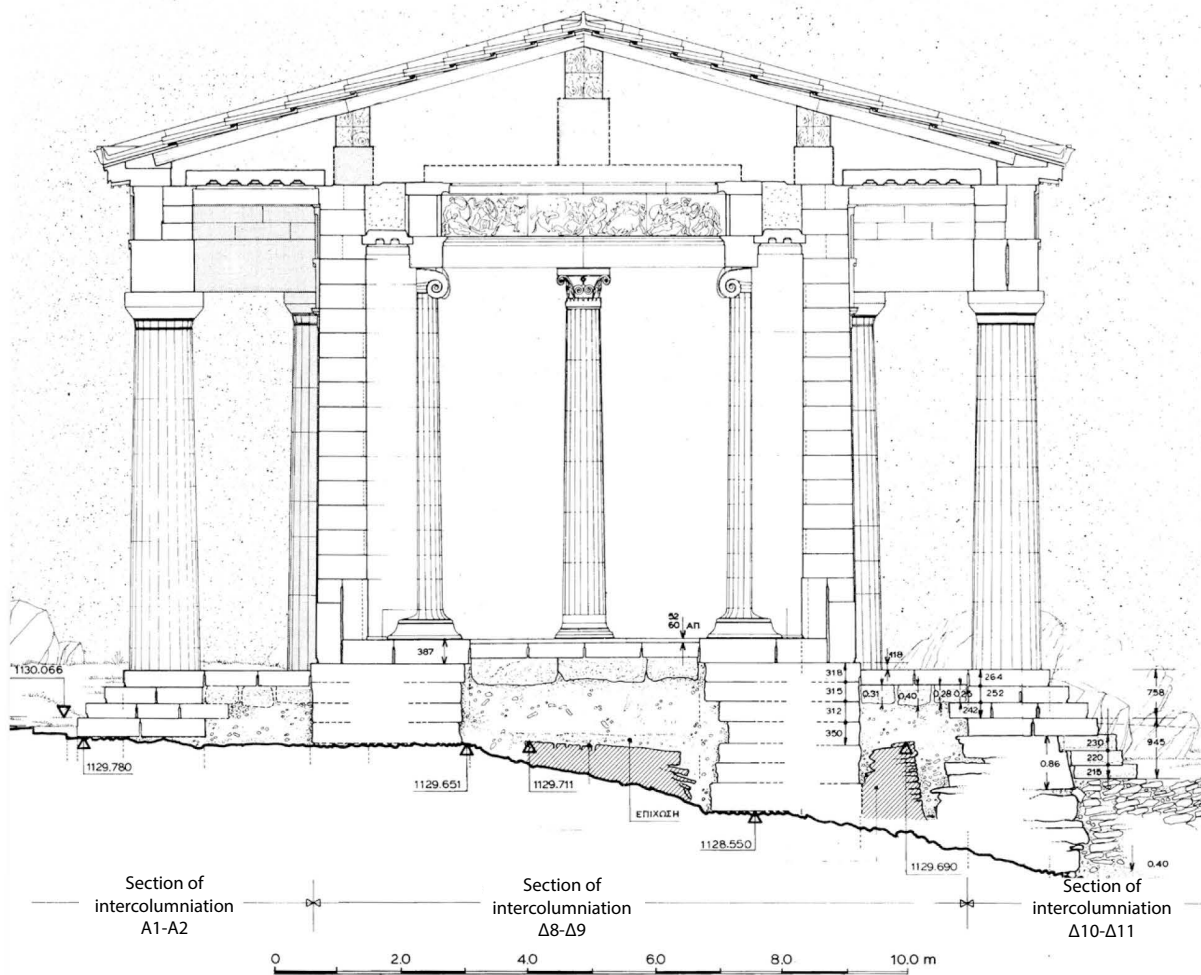 387
52
60 ΑΠ
118
318
315
312
350
0.31
0,40
0,28
0,25
264
252
242
758
945
230
220
215
0.86
0.40
1130.066
1129.780
1129.651
1129.711
ΕΠΙΧΩΣΗ
1128.550
1129.690
Section of
intercolumniation
A1-A2
Section of
intercolumniation
Δ8-Δ9
Section of
intercolumniation
Δ10-Δ11
0 2.0 4.0 6.0 8.0 10.0 m